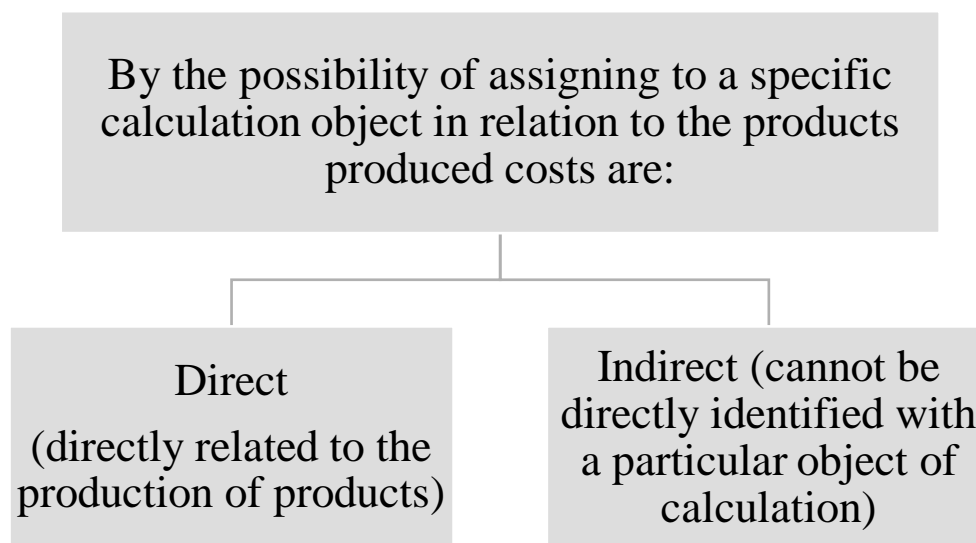 By the possibility of assigning to a specific
calculation object in relation to the products
produced costs are:
Direct
(directly related to the
production of products)
Indirect (cannot be
directly identified with
a particular object of
calculation)